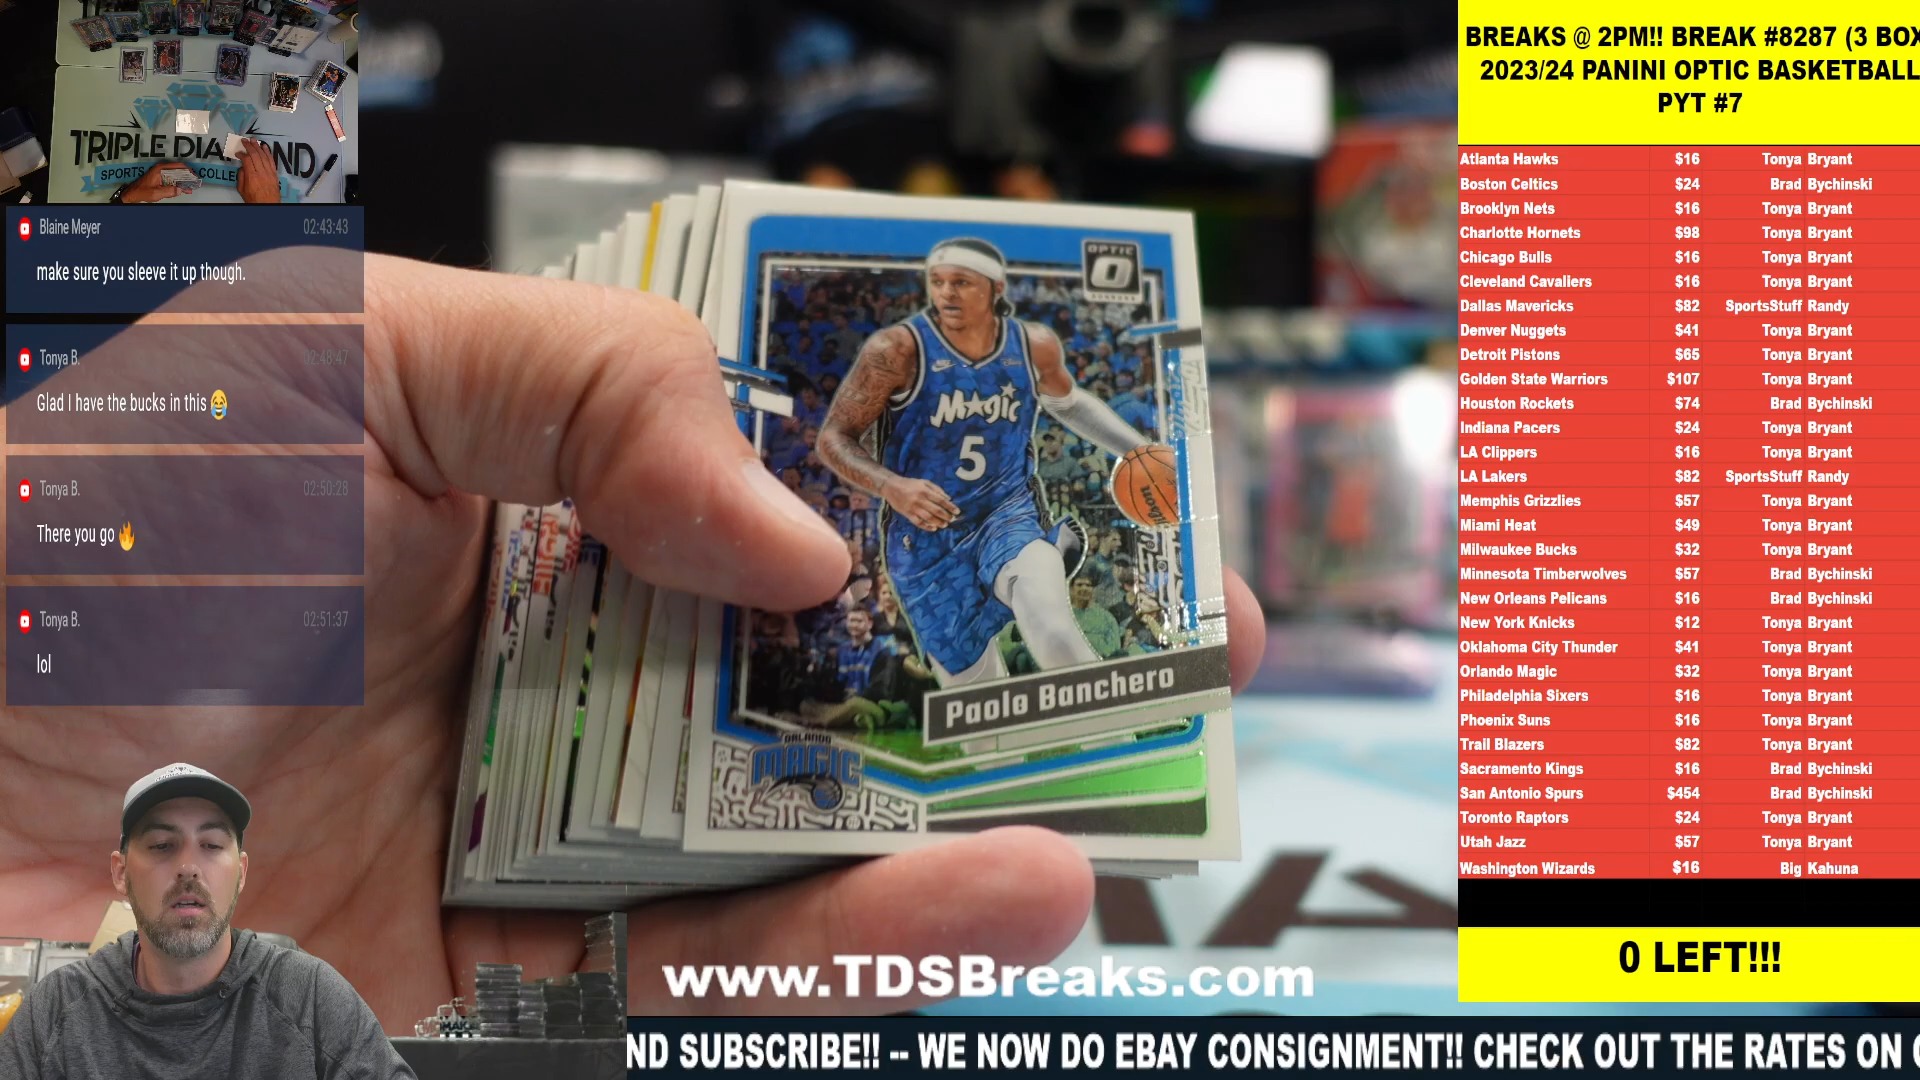 TRIPLE DIAMOND
SPORTS
COLLE
Blaine Meyer 02:43:43
make sure you sleeve it up though.
Tonya B. 02:48:47
Glad I have the bucks in this 😂
Tonya B. 02:50:28
There you go 🔥
Tonya B. 02:51:37
lol
OPTIC
Magic
5
Paolo Banchero
ORLANDO
MAGIC
www.TDSBreaks.com
ND SUBSCRIBE!! -- WE NOW DO EBAY CONSIGNMENT!! CHECK OUT THE RATES ON
BREAKS @ 2PM!! BREAK #8287 (3 BOX
2023/24 PANINI OPTIC BASKETBALL
PYT #7
Atlanta Hawks $16 Tonya Bryant
Boston Celtics $24 Brad Bychinski
Brooklyn Nets $16 Tonya Bryant
Charlotte Hornets $98 Tonya Bryant
Chicago Bulls $16 Tonya Bryant
Cleveland Cavaliers $16 Tonya Bryant
Dallas Mavericks $82 SportsStuff Randy
Denver Nuggets $41 Tonya Bryant
Detroit Pistons $65 Tonya Bryant
Golden State Warriors $107 Tonya Bryant
Houston Rockets $74 Brad Bychinski
Indiana Pacers $24 Tonya Bryant
LA Clippers $16 Tonya Bryant
LA Lakers $82 SportsStuff Randy
Memphis Grizzlies $57 Tonya Bryant
Miami Heat $49 Tonya Bryant
Milwaukee Bucks $32 Tonya Bryant
Minnesota Timberwolves $57 Brad Bychinski
New Orleans Pelicans $16 Brad Bychinski
New York Knicks $12 Tonya Bryant
Oklahoma City Thunder $41 Tonya Bryant
Orlando Magic $32 Tonya Bryant
Philadelphia Sixers $16 Tonya Bryant
Phoenix Suns $16 Tonya Bryant
Trail Blazers $82 Tonya Bryant
Sacramento Kings $16 Brad Bychinski
San Antonio Spurs $454 Brad Bychinski
Toronto Raptors $24 Tonya Bryant
Utah Jazz $57 Tonya Bryant
Washington Wizards $16 Big Kahuna
0 LEFT!!!